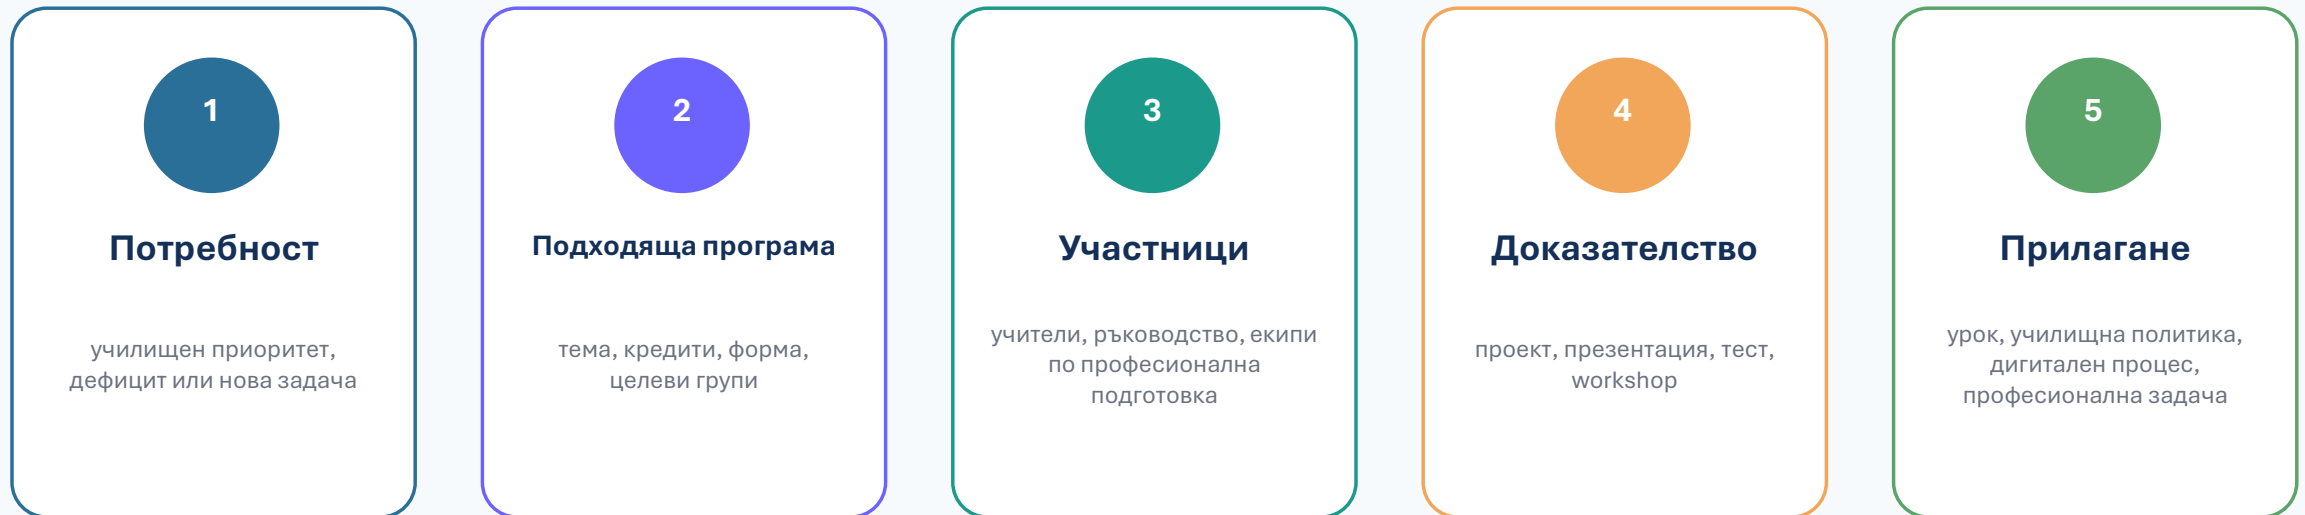 1
Потребност
училищен приоритет,
дефицит или нова задача
2
Подходяща програма
тема, кредити, форма,
целеви групи
3
Участници
учители, ръководство, екипи
по професионална
подготовка
4
Доказателство
проект, презентация, тест,
workshop
5
Прилагане
урок, училищна политика,
дигитален процес,
професионална задача